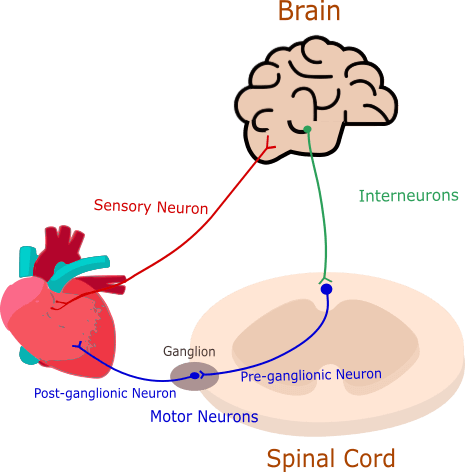 Brain
Sensory Neuron
Interneurons
Ganglion
Pre-ganglionic Neuron
Post-ganglionic Neuron
Motor Neurons
Spinal Cord